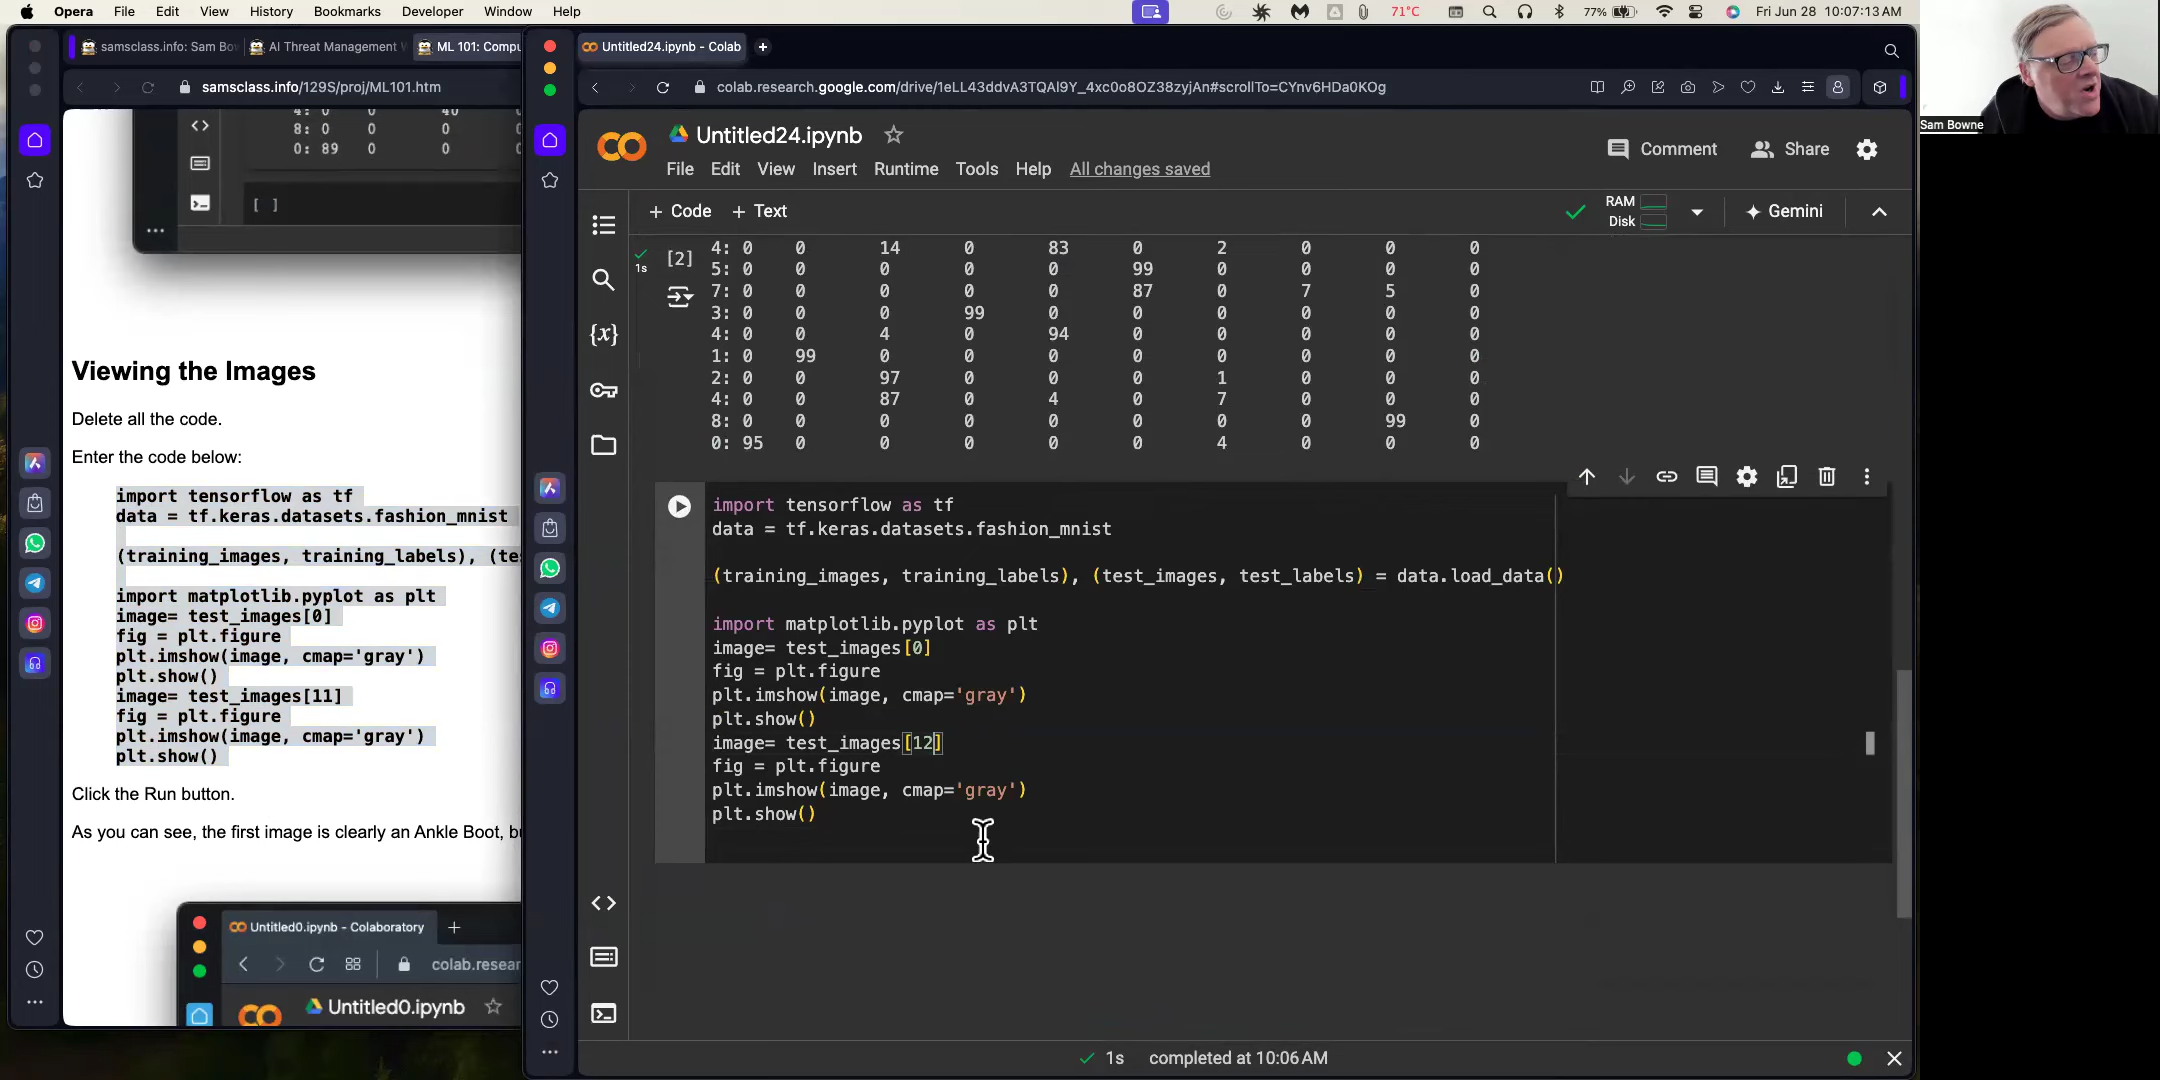 Opera File Edit View History Bookmarks Developer Window Help
71°C 77% Fri Jun 28 10:07:13 AM
samsclass.info: Sam Bow
AI Threat Management
ML 101: Compu
samsclass.info/129S/proj/ML101.htm
4: 0 0 40
8: 0 0 0
0: 89 0 0
[ ]
Viewing the Images
Delete all the code.
Enter the code below:
import tensorflow as tf
data = tf.keras.datasets.fashion_mnist
(training_images, training_labels), (tes
import matplotlib.pyplot as plt
image= test_images[0]
fig = plt.figure
plt.imshow(image, cmap='gray')
plt.show()
image= test_images[11]
fig = plt.figure
plt.imshow(image, cmap='gray')
plt.show()
Click the Run button.
As you can see, the first image is clearly an Ankle Boot, bu
Untitled0.ipynb - Colaboratory
colab.resear
Untitled0.ipynb
Untitled24.ipynb - Colab
colab.research.google.com/drive/1eLL43ddvA3TQAl9Y_4xc0o8OZ38zyjAn#scrollTo=CYnv6HDa0KOg
Untitled24.ipynb
Comment Share
File Edit View Insert Runtime Tools Help All changes saved
+ Code + Text
RAM
Disk
Gemini
1s
[2]
4: 0 0 14 0 83 0 2 0 0 0
5: 0 0 0 0 0 99 0 0 0 0
7: 0 0 0 0 0 87 0 7 5 0
3: 0 0 0 99 0 0 0 0 0 0
4: 0 0 4 0 94 0 0 0 0 0
1: 0 99 0 0 0 0 0 0 0 0
2: 0 0 97 0 0 0 1 0 0 0
4: 0 0 87 0 4 0 7 0 0 0
8: 0 0 0 0 0 0 0 0 99 0
0: 95 0 0 0 0 0 4 0 0 0
import tensorflow as tf
data = tf.keras.datasets.fashion_mnist
(training_images, training_labels), (test_images, test_labels) = data.load_data()
import matplotlib.pyplot as plt
image= test_images[0]
fig = plt.figure
plt.imshow(image, cmap='gray')
plt.show()
image= test_images[12]
fig = plt.figure
plt.imshow(image, cmap='gray')
plt.show()
1s completed at 10:06 AM
Sam Bowne